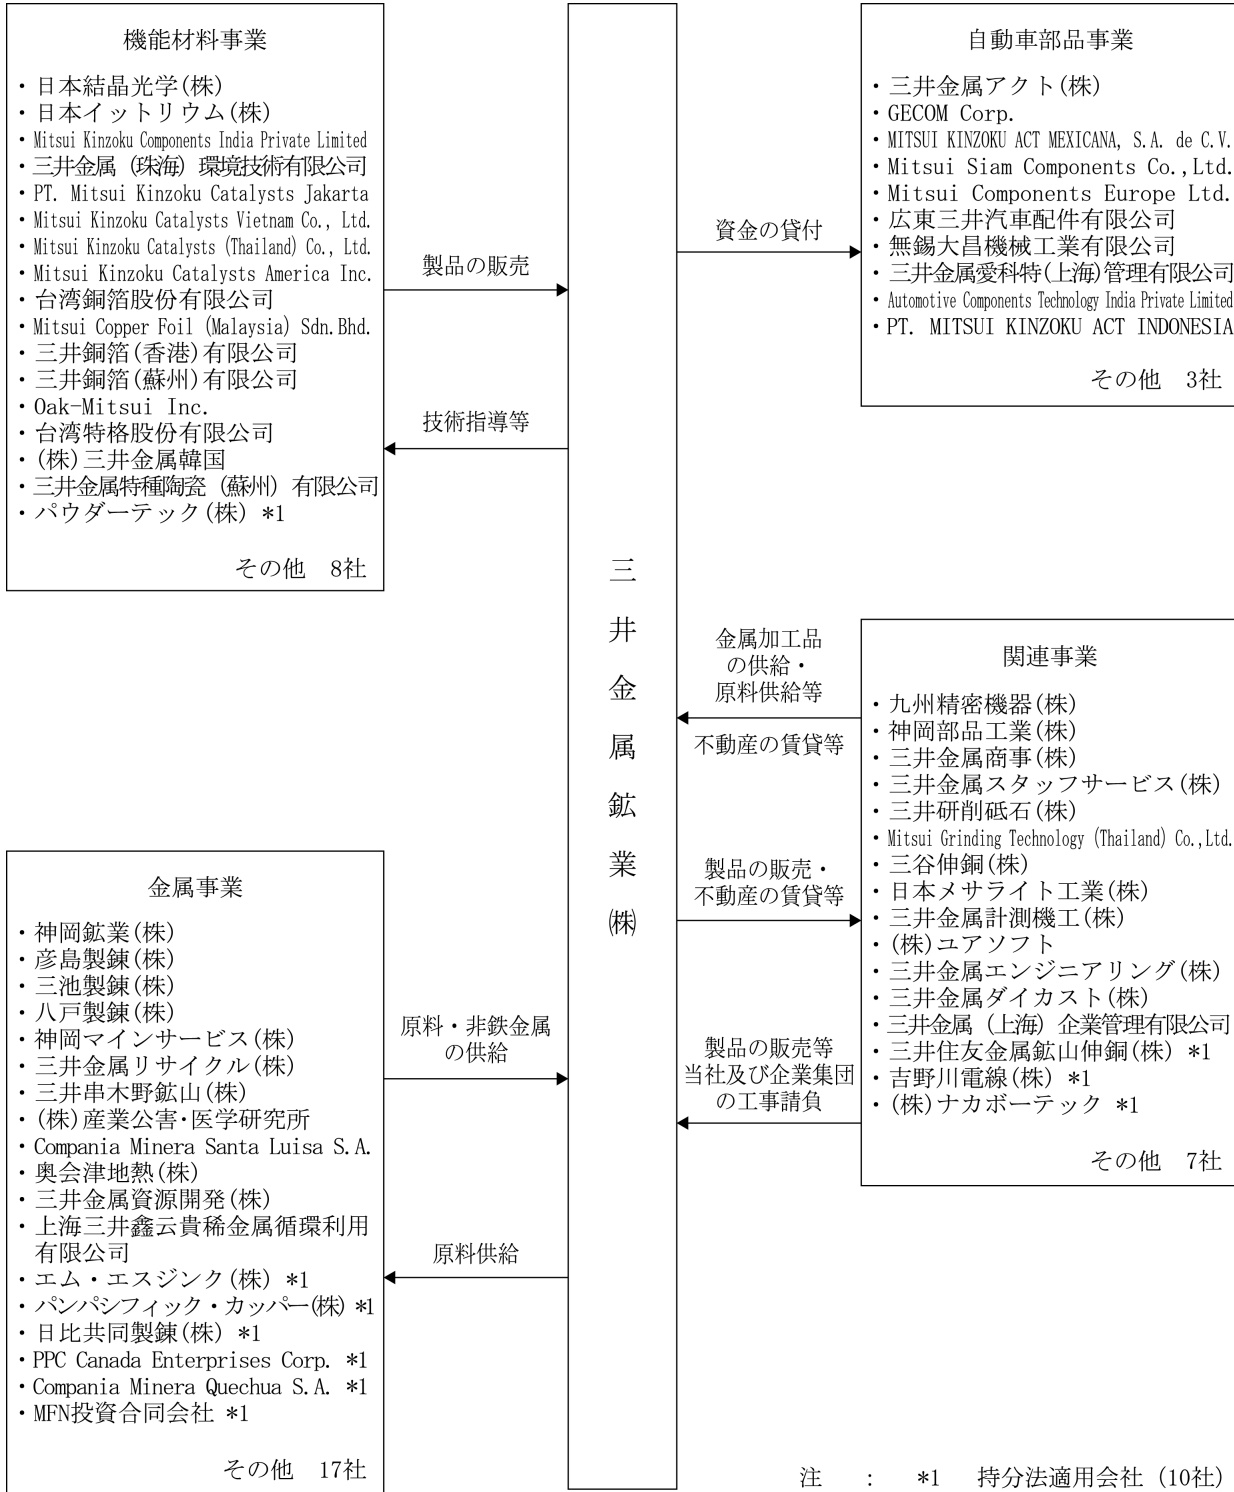 機能材料事業
・日本結晶光学(株)
・日本イットリウム(株)
・Mitsui Kinzoku Components India Private Limited
・三井金属（珠海）環境技術有限公司
・PT. Mitsui Kinzoku Catalysts Jakarta
・Mitsui Kinzoku Catalysts Vietnam Co., Ltd.
・Mitsui Kinzoku Catalysts (Thailand) Co., Ltd.
・Mitsui Kinzoku Catalysts America Inc.
・台湾銅箔股份有限公司
・Mitsui Copper Foil (Malaysia) Sdn.Bhd.
・三井銅箔(香港)有限公司
・三井銅箔(蘇州)有限公司
・Oak-Mitsui Inc.
・台湾特格股份有限公司
・(株)三井金属韓国
・三井金属特種陶瓷（蘇州）有限公司
・パウダーテック(株) *1
その他　8社
製品の販売
技術指導等
金属事業
・神岡鉱業(株)
・彦島製錬(株)
・三池製錬(株)
・八戸製錬(株)
・神岡マインサービス(株)
・三井金属リサイクル(株)
・三井串木野鉱山(株)
・(株)産業公害・医学研究所
・Compania Minera Santa Luisa S.A.
・奥会津地熱(株)
・三井金属資源開発(株)
・上海三井鑫云貴稀金属循環利用
有限公司
・エム・エスジンク(株) *1
・パンパシフィック・カッパー(株) *1
・日比共同製錬(株) *1
・PPC Canada Enterprises Corp. *1
・Compania Minera Quechua S.A. *1
・MFN投資合同会社 *1
その他　17社
原料・非鉄金属
の供給
原料供給
三井金属鉱業㈱
資金の貸付
自動車部品事業
・三井金属アクト(株)
・GECOM Corp.
・MITSUI KINZOKU ACT MEXICANA, S.A. de C.V.
・Mitsui Siam Components Co.,Ltd.
・Mitsui Components Europe Ltd.
・広東三井汽車配件有限公司
・無錫大昌機械工業有限公司
・三井金属愛科特(上海)管理有限公司
・Automotive Components Technology India Private Limited
・PT. MITSUI KINZOKU ACT INDONESIA
その他　3社
金属加工品
の供給・
原料供給等
不動産の賃貸等
製品の販売・
不動産の賃貸等
製品の販売等
当社及び企業集団
の工事請負
関連事業
・九州精密機器(株)
・神岡部品工業(株)
・三井金属商事(株)
・三井金属スタッフサービス(株)
・三井研削砥石(株)
・Mitsui Grinding Technology (Thailand) Co.,Ltd.
・三谷伸銅(株)
・日本メサライト工業(株)
・三井金属計測機工(株)
・(株)ユアソフト
・三井金属エンジニアリング(株)
・三井金属ダイカスト(株)
・三井金属（上海）企業管理有限公司
・三井住友金属鉱山伸銅(株) *1
・吉野川電線(株) *1
・(株)ナカボーテック *1
その他　7社
注　：　*1　持分法適用会社 (10社)